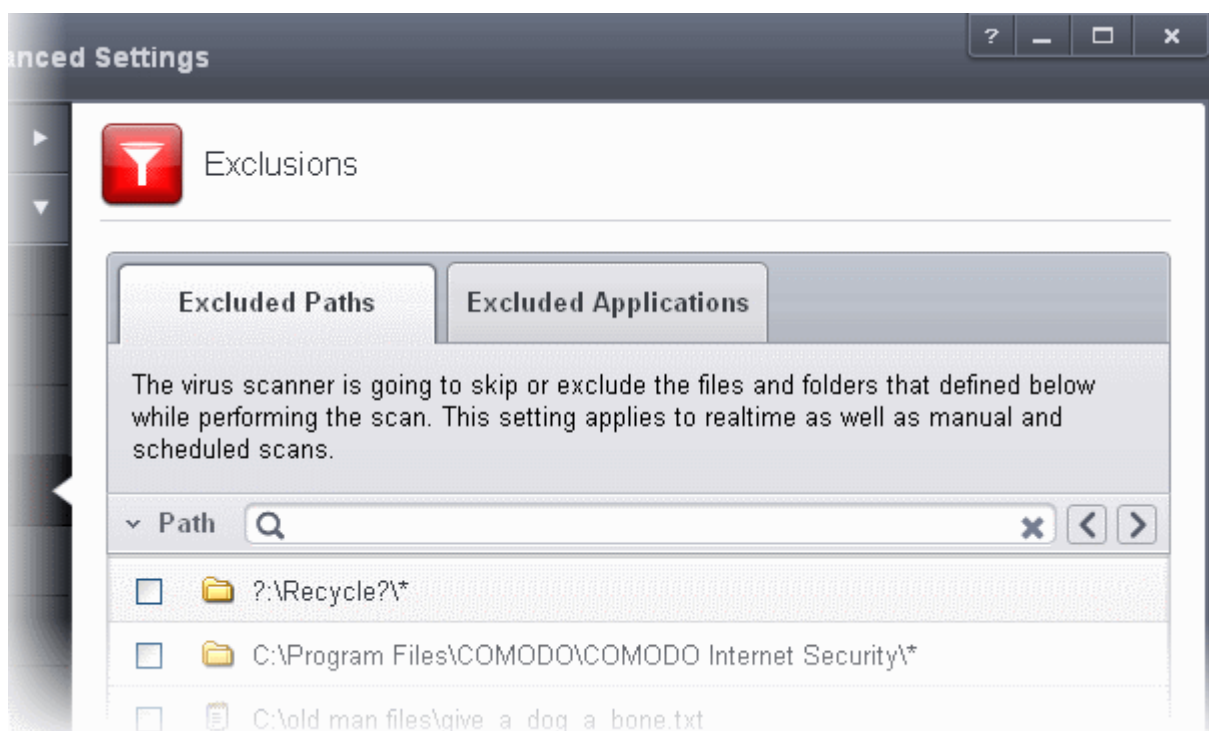 anced Settings
?
Exclusions
Excluded Paths
Excluded Applications
The virus scanner is going to skip or exclude the files and folders that defined below
while performing the scan. This setting applies to realtime as well as manual and
scheduled scans.
Path
?:\Recycle?\*
C:\Program Files\COMODO\COMODO Internet Security\*
C:\old man files\give_a_dog_a_bone.txt